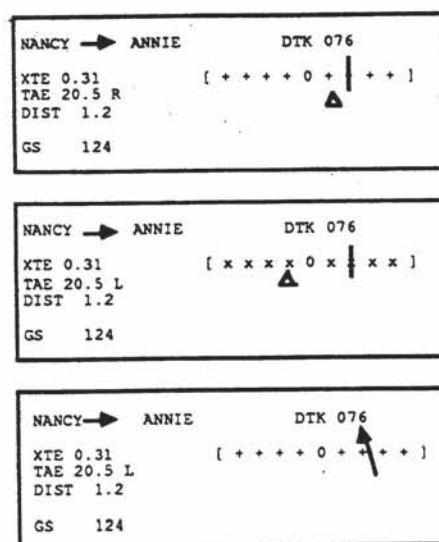 NANCY → ANNIE DTK 076
XTE 0.31 [ + + + + 0 + + + ]
TAE 20.5 R
DIST 1.2
GS 124
NANCY → ANNIE DTK 076
XTE 0.31 [ x x x x 0 x x x x ]
TAE 20.5 L
DIST 1.2
GS 124
NANCY → ANNIE DTK 076
XTE 0.31 [ + + + + 0 + + + + ]
TAE 20.5 L
DIST 1.2
GS 124